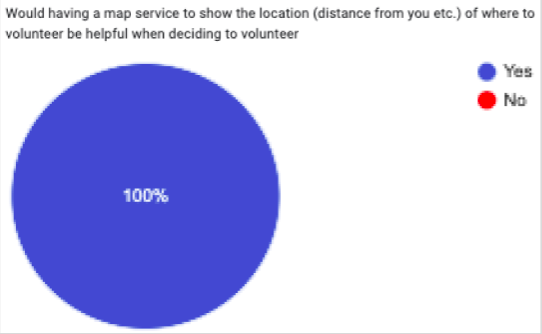 Would having a map service to show the location (distance from you etc.) of where to
volunteer be helpful when deciding to volunteer
Yes
No
100%